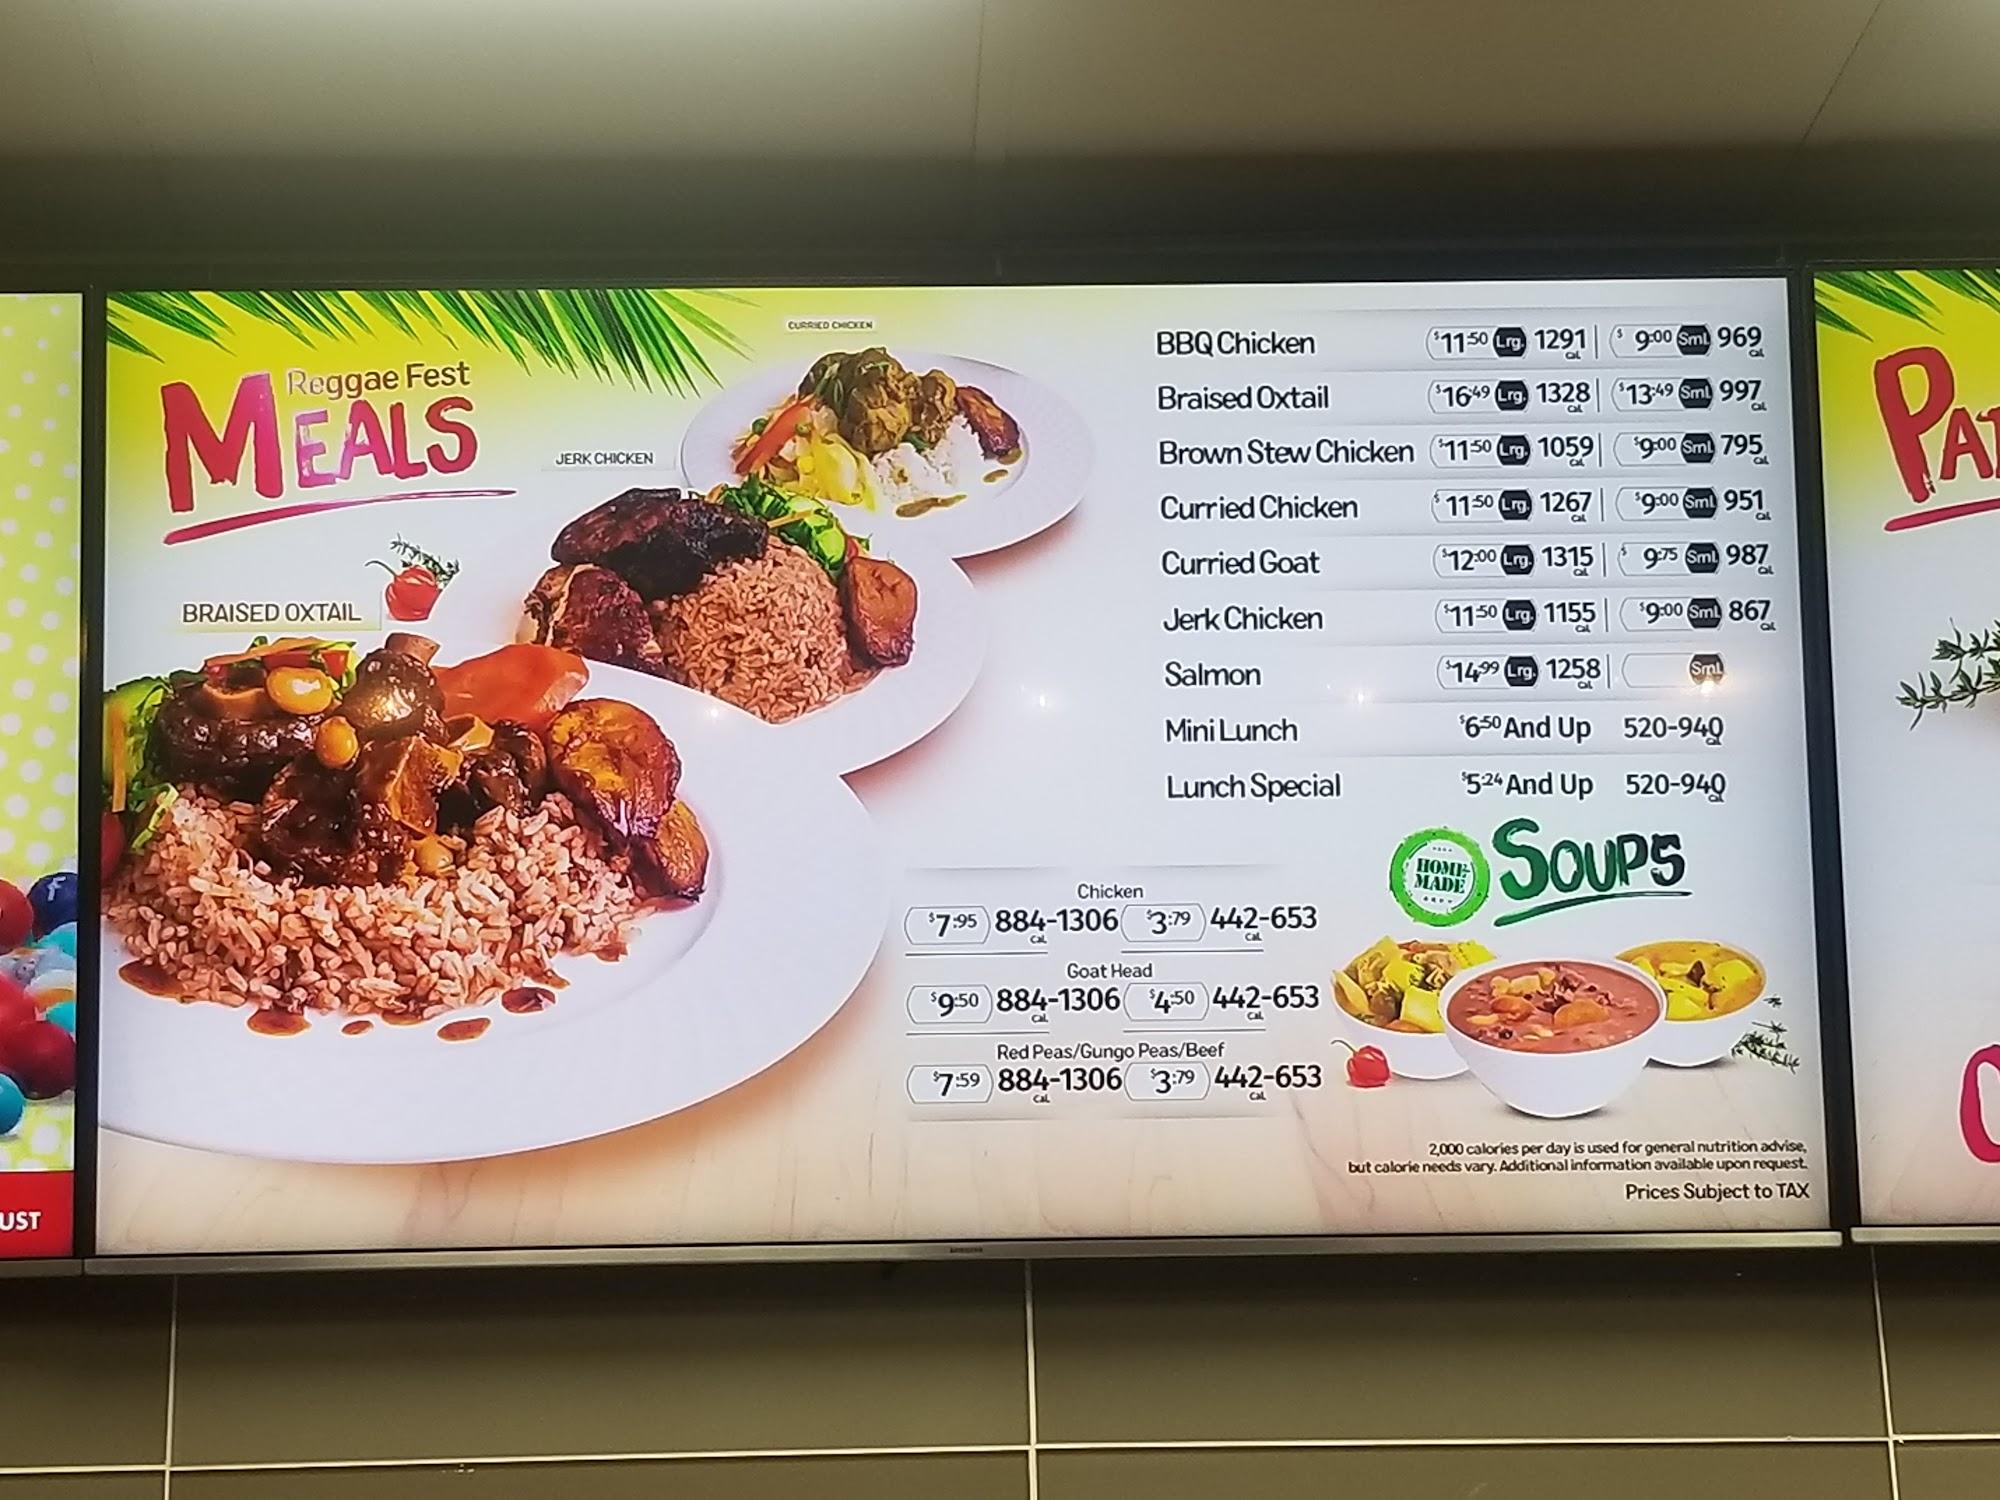 CURRIED CHICKEN
Reggae Fest
MEALS
JERK CHICKEN
BRAISED OXTAIL
BBQ Chicken $11.50 Lrg. 1291 Cal. $9.00 Sml. 969 Cal.
Braised Oxtail $16.49 Lrg. 1328 Cal. $13.49 Sml. 997 Cal.
Brown Stew Chicken $11.50 Lrg. 1059 Cal. $9.00 Sml. 795 Cal.
Curried Chicken $11.50 Lrg. 1267 Cal. $9.00 Sml. 951 Cal.
Curried Goat $12.00 Lrg. 1315 Cal. $9.75 Sml. 987 Cal.
Jerk Chicken $11.50 Lrg. 1155 Cal. $9.00 Sml. 867 Cal.
Salmon $14.99 Lrg. 1258 Cal. Sml.
Mini Lunch $6.50 And Up 520-940 Cal.
Lunch Special $5.24 And Up 520-940 Cal.
HOME-MADE
SOUPS
Chicken
$7.95 884-1306 Cal. $3.79 442-653 Cal.
Goat Head
$9.50 884-1306 Cal. $4.50 442-653 Cal.
Red Peas/Gungo Peas/Beef
$7.59 884-1306 Cal. $3.79 442-653 Cal.
2,000 calories per day is used for general nutrition advise,
but calorie needs vary. Additional information available upon request.
Prices Subject to TAX
SAMSUNG
UST
PA